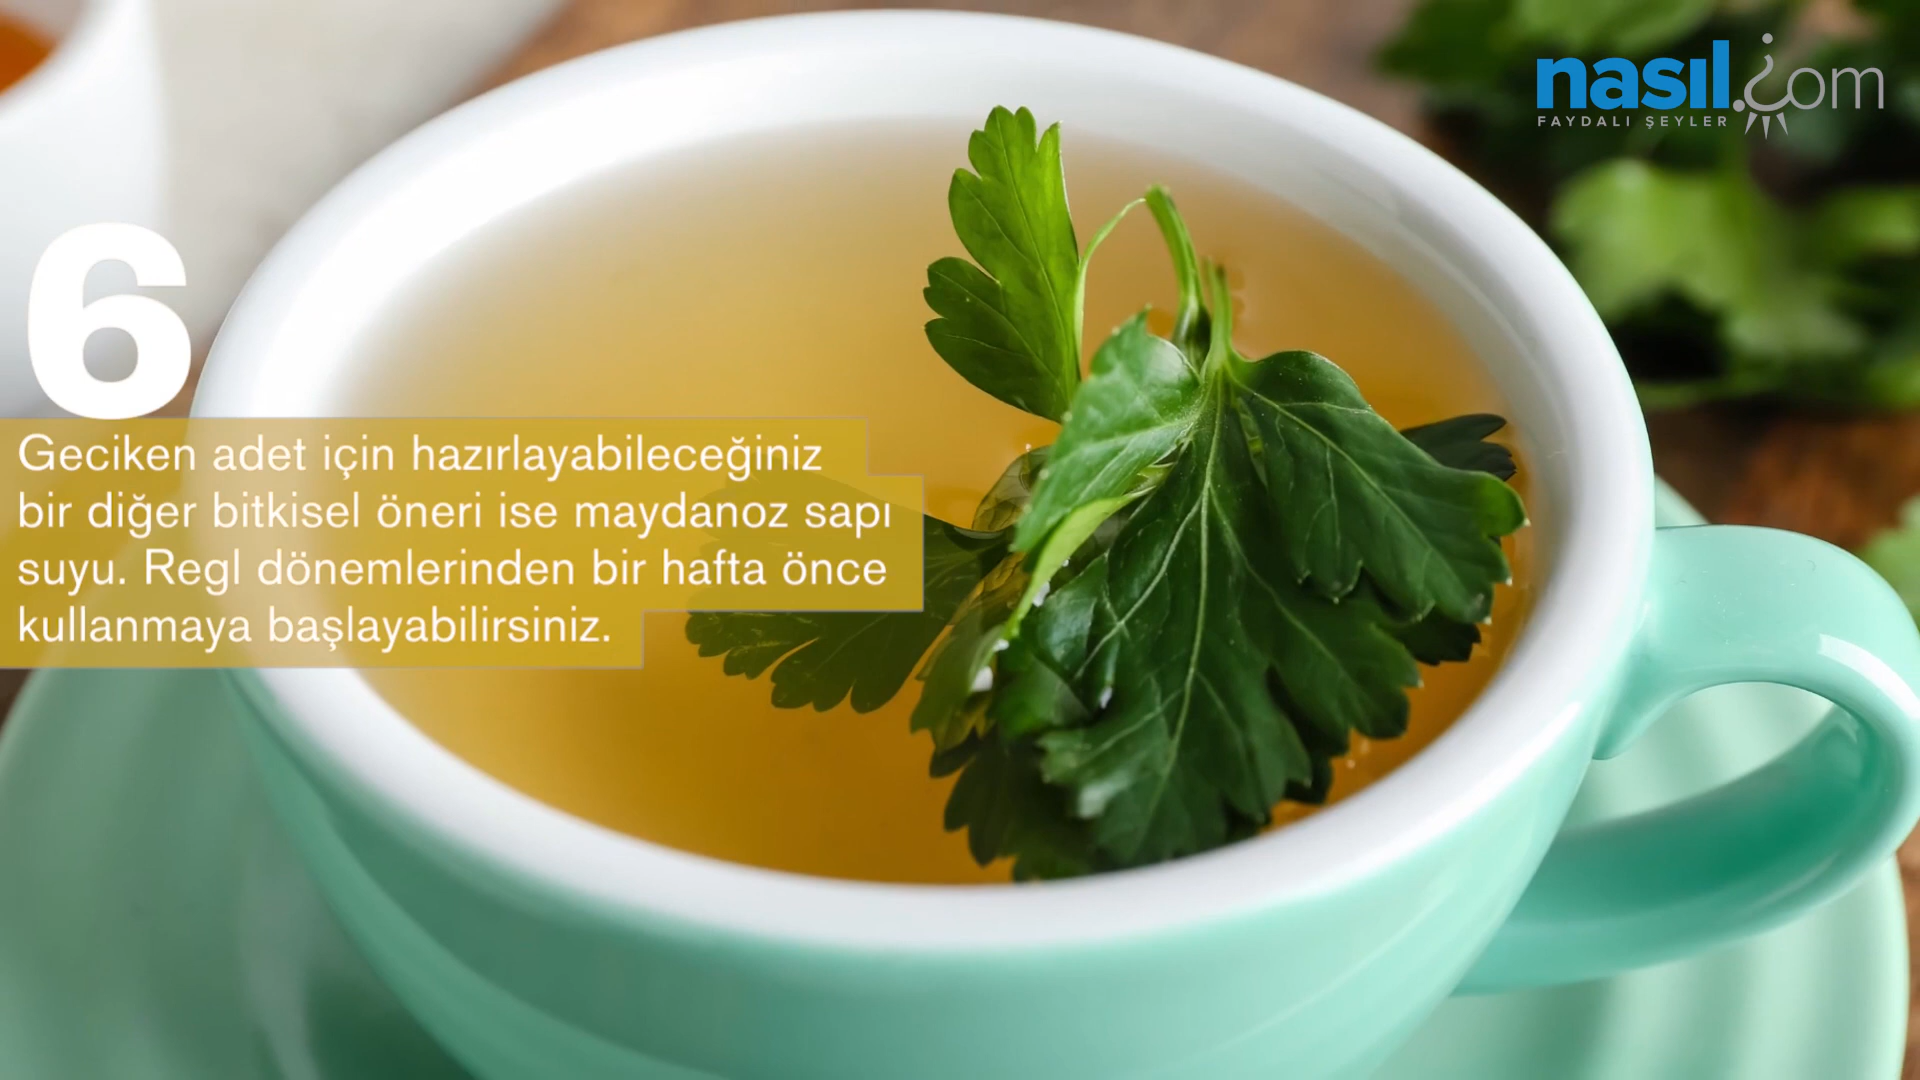 nasıl.com
FAYDALI ŞEYLER
6
Geciken adet için hazırlayabileceğiniz
bir diğer bitkisel öneri ise maydanoz sapı
suyu. Regl dönemlerinden bir hafta önce
kullanmaya başlayabilirsiniz.